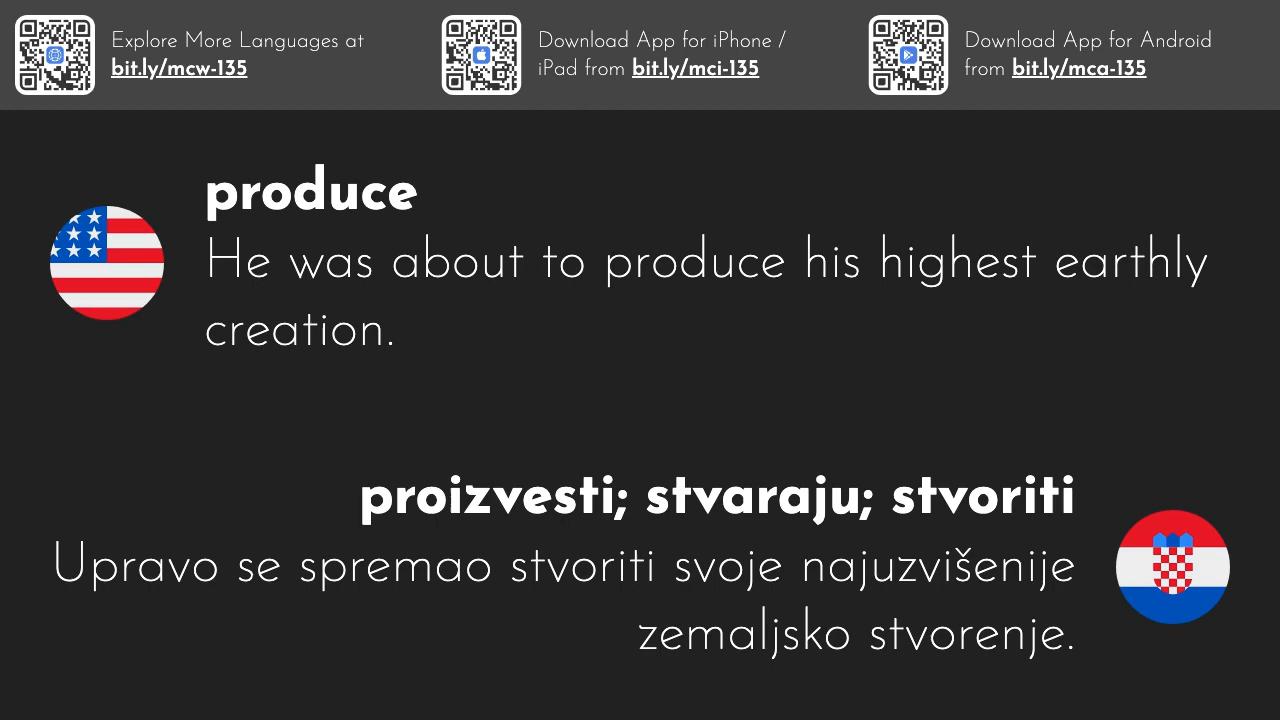 Explore More Languages at
bit.ly/mcw-135
Download App for iPhone /
iPad from bit.ly/mci-135
Download App for Android
from bit.ly/mca-135
produce
He was about to produce his highest earthly
creation.
proizvesti; stvaraju; stvoriti
Upravo se spremao stvoriti svoje najuzvišenije
zemaljsko stvorenje.